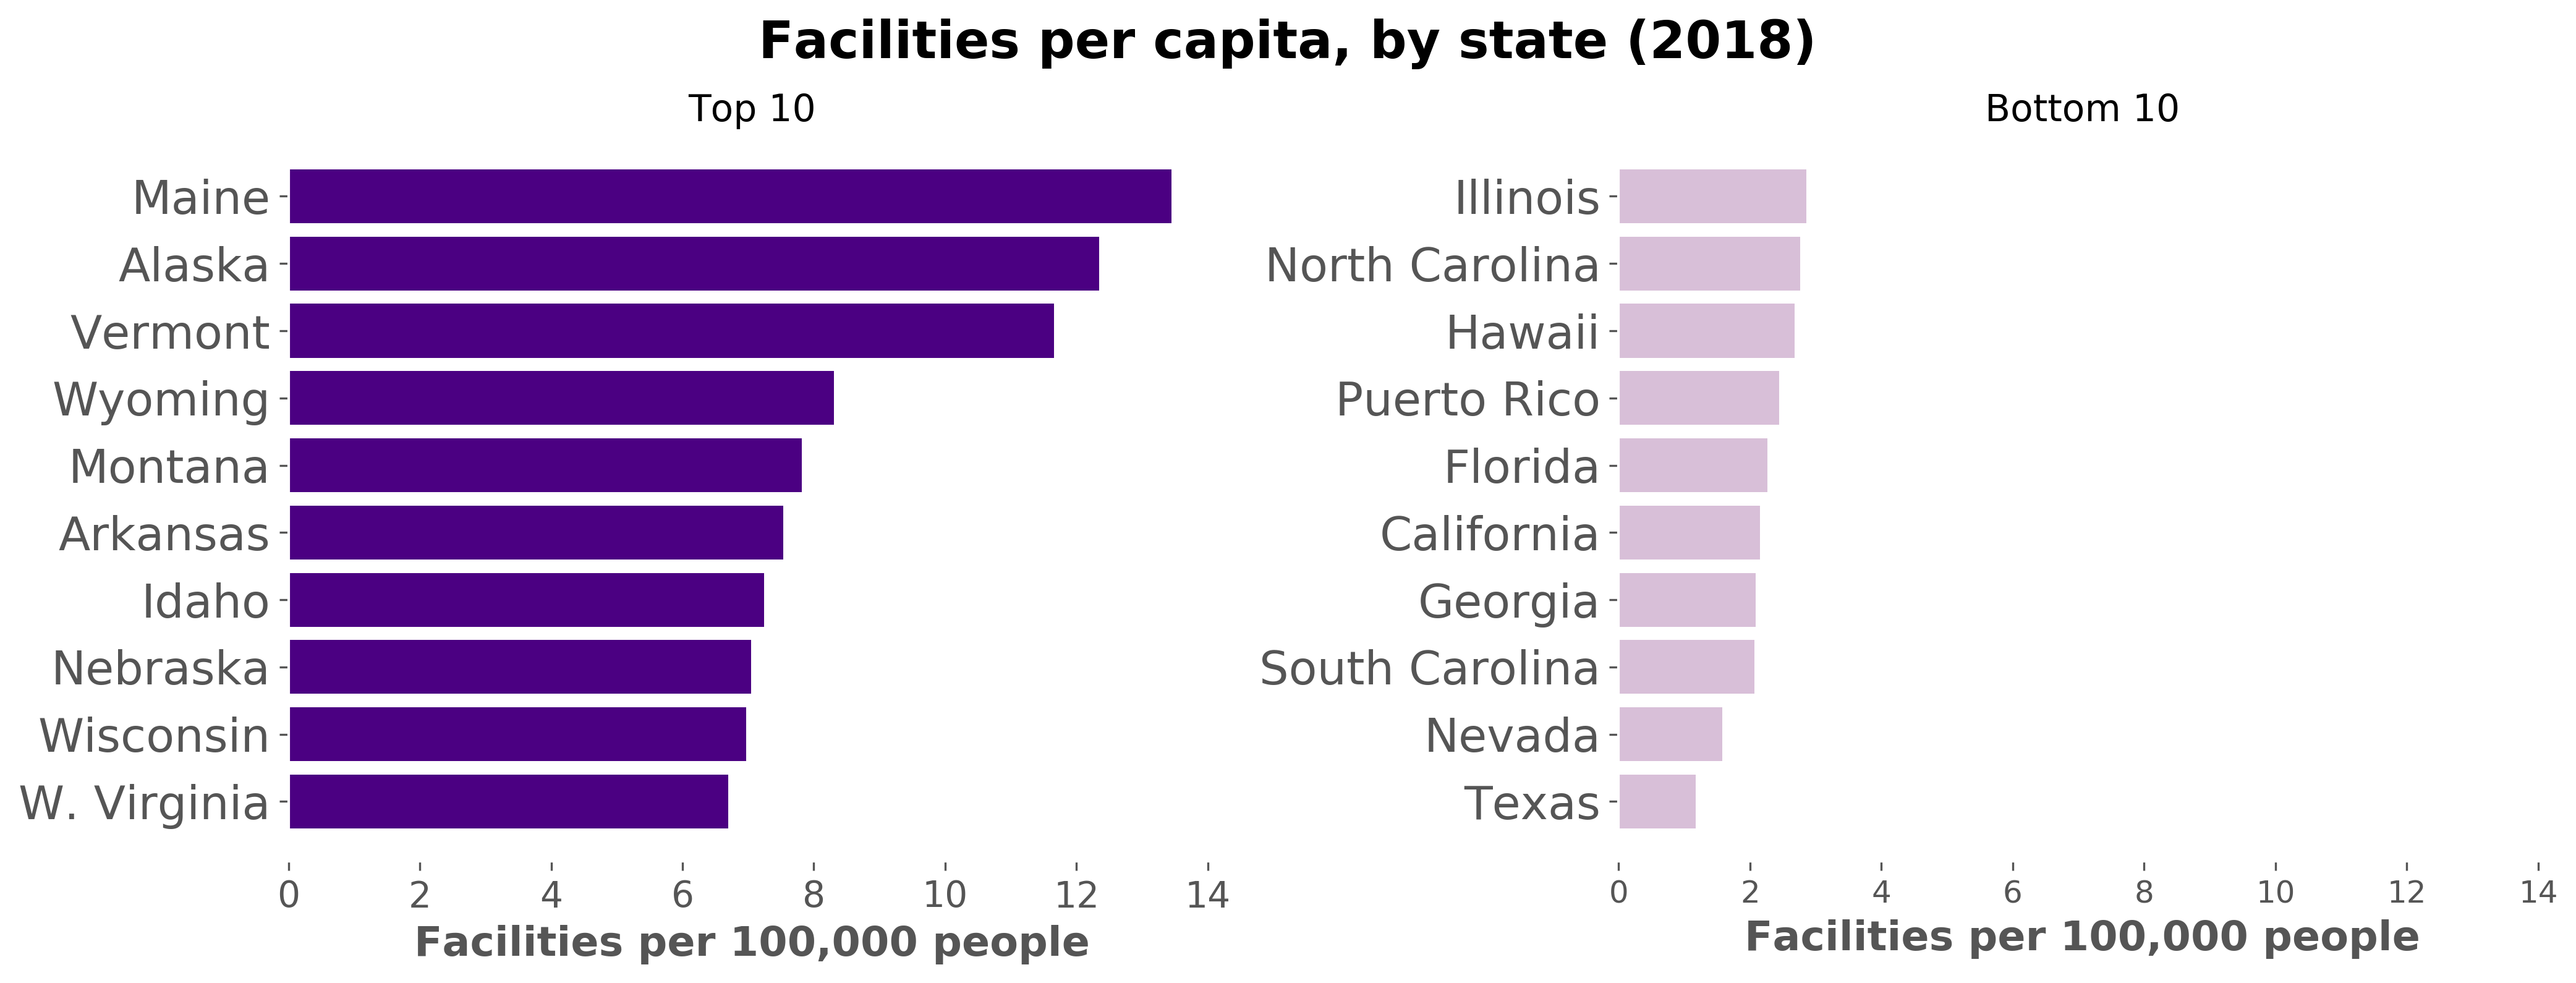 Facilities per capita, by state (2018)
Top 10
Maine
Alaska
Vermont
Wyoming
Montana
Arkansas
Idaho
Nebraska
Wisconsin
W. Virginia
0 2 4 6 8 10 12 14
Facilities per 100,000 people
Bottom 10
Illinois
North Carolina
Hawaii
Puerto Rico
Florida
California
Georgia
South Carolina
Nevada
Texas
0 2 4 6 8 10 12 14
Facilities per 100,000 people